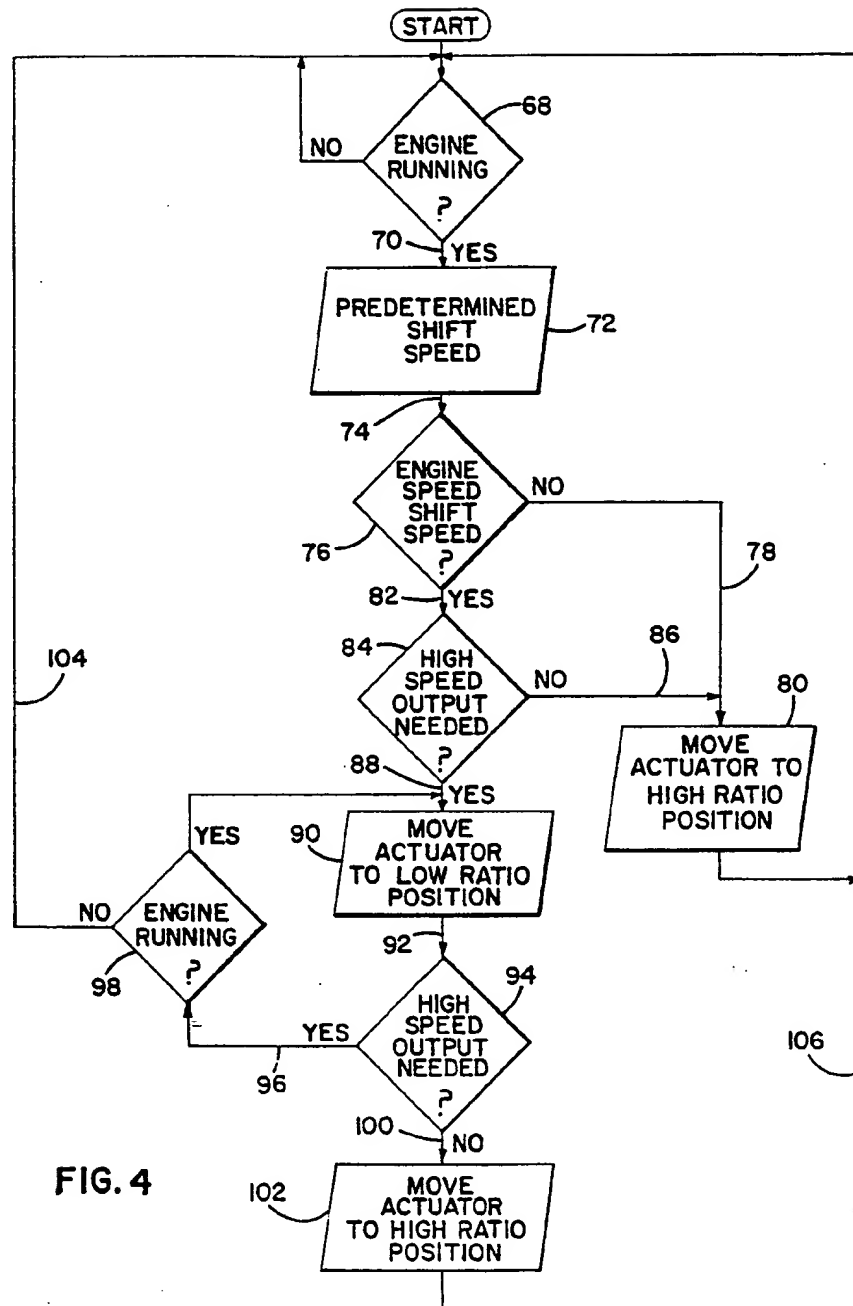 START
68
NO
ENGINE
RUNNING
?
70
YES
PREDETERMINED
SHIFT
SPEED
72
74
ENGINE
SPEED
SHIFT
SPEED
?
NO
76
78
82
YES
84
HIGH
SPEED
OUTPUT
NEEDED
?
NO
86
104
80
MOVE
ACTUATOR TO
HIGH RATIO
POSITION
88
YES
YES
90
MOVE
ACTUATOR
TO LOW RATIO
POSITION
NO
ENGINE
RUNNING
?
98
92
94
HIGH
SPEED
OUTPUT
NEEDED
?
YES
96
106
100
NO
FIG. 4
102
MOVE
ACTUATOR
TO HIGH RATIO
POSITION